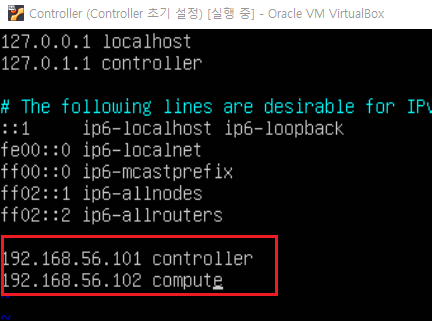 Controller (Controller 초기 설정) [실행 중] - Oracle VM VirtualBox
127.0.0.1 localhost
127.0.1.1 controller
# The following lines are desirable for IPv
::1 ip6-localhost ip6-loopback
fe00::0 ip6-localnet
ff00::0 ip6-mcastprefix
ff02::1 ip6-allnodes
ff02::2 ip6-allrouters
192.168.56.101 controller
192.168.56.102 compute
~
~